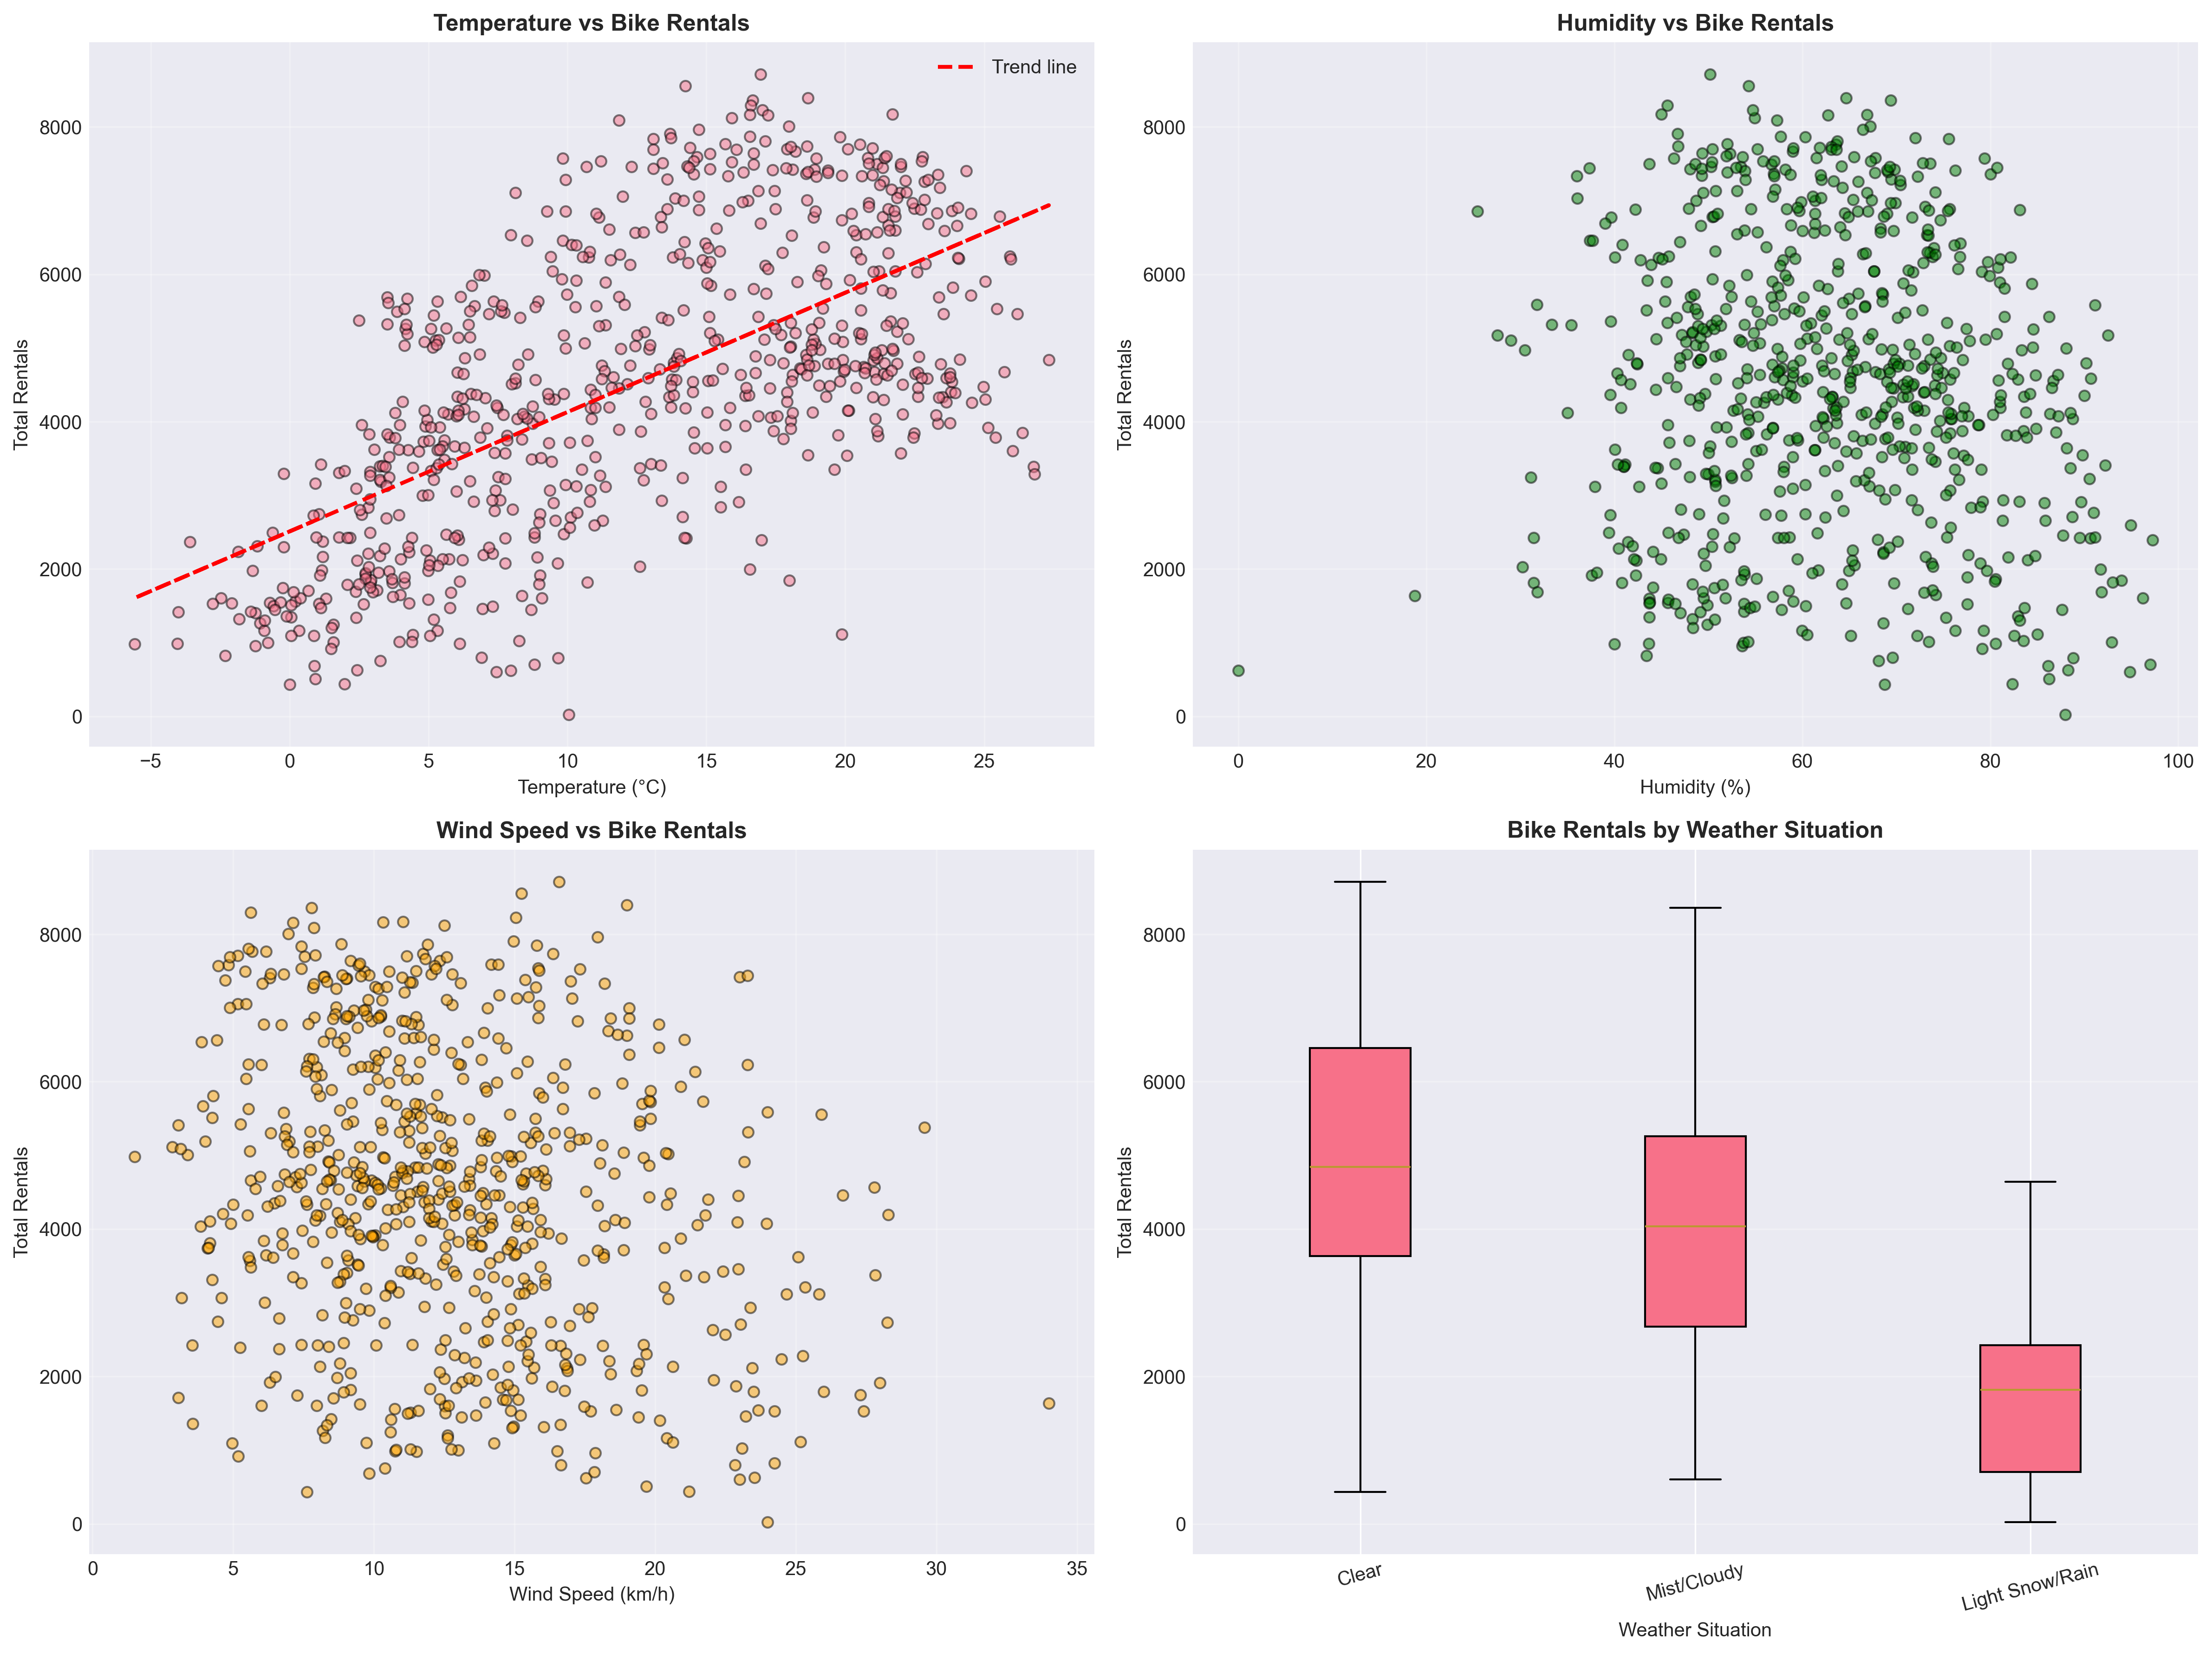 Temperature vs Bike Rentals
Trend line
8000
6000
4000
2000
0
Total Rentals
−5
0
5
10
15
20
25
Temperature (°C)
Humidity vs Bike Rentals
8000
6000
4000
2000
0
Total Rentals
0
20
40
60
80
100
Humidity (%)
Wind Speed vs Bike Rentals
8000
6000
4000
2000
0
Total Rentals
0
5
10
15
20
25
30
35
Wind Speed (km/h)
Bike Rentals by Weather Situation
8000
6000
4000
2000
0
Total Rentals
Clear
Mist/Cloudy
Light Snow/Rain
Weather Situation